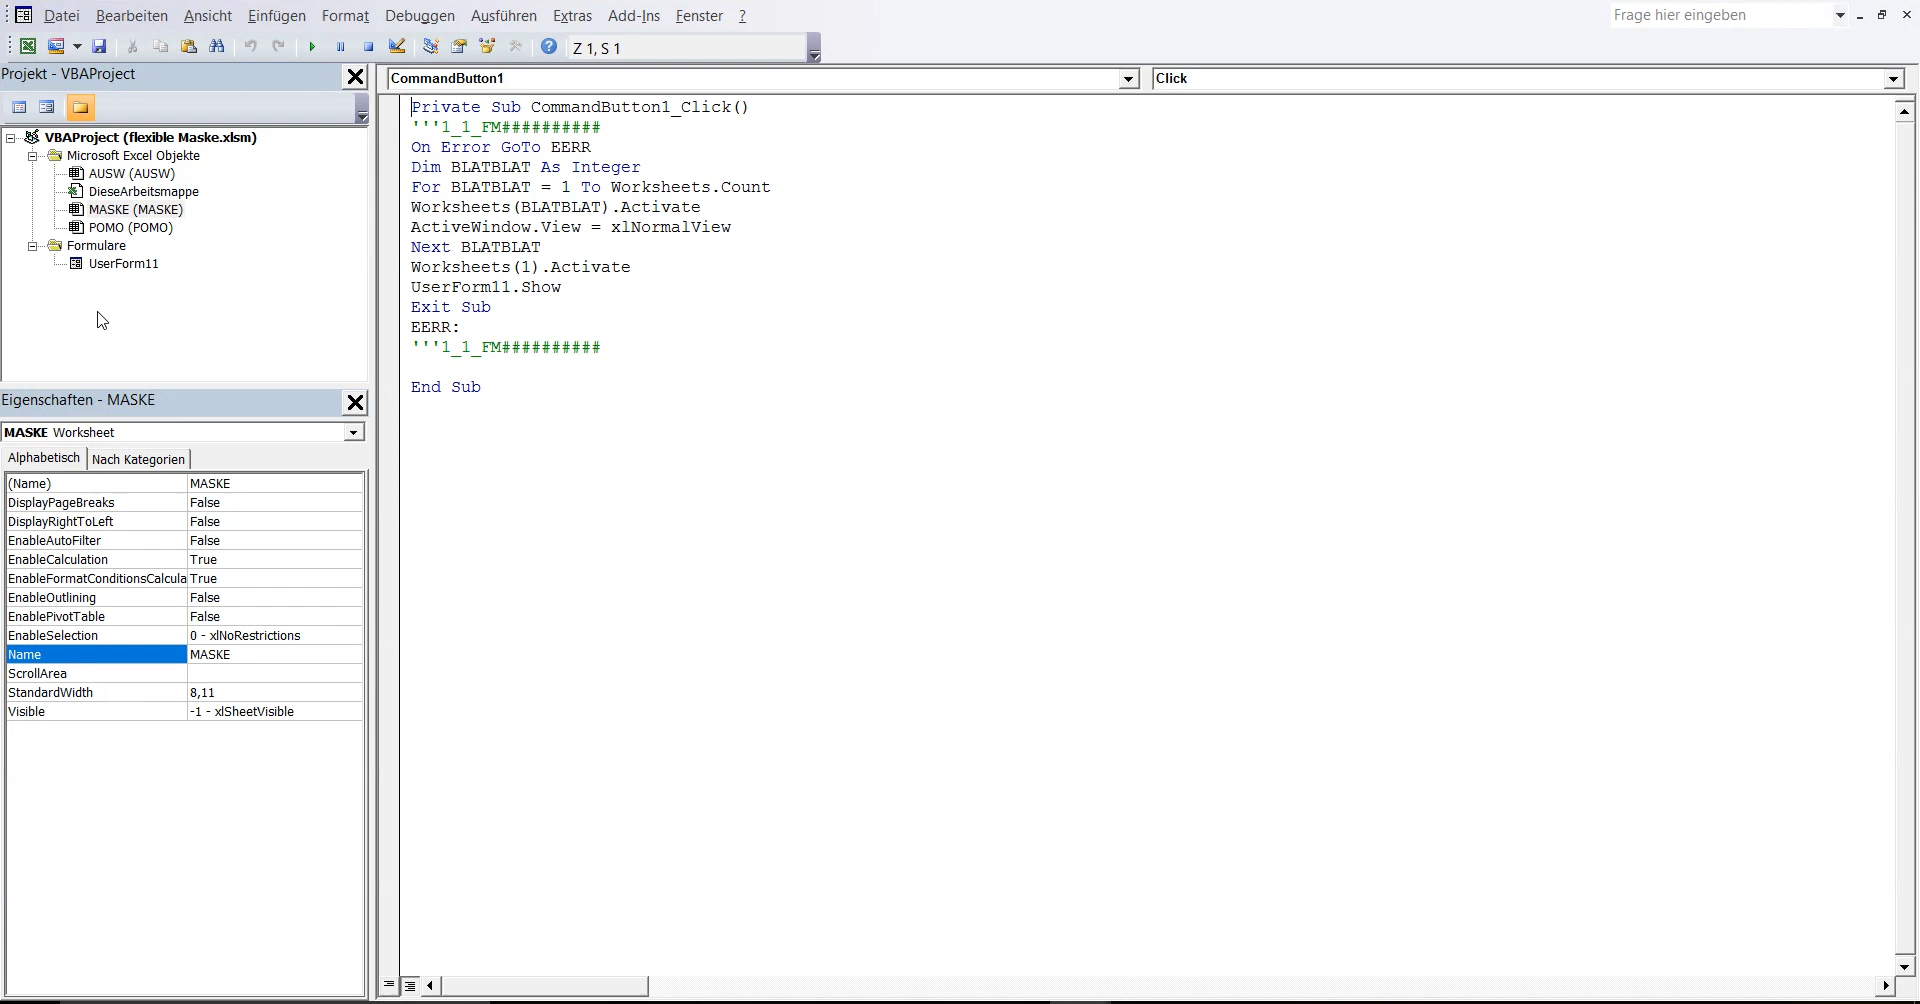 Datei Bearbeiten Ansicht Einfügen Format Debuggen Ausführen Extras Add-Ins Fenster ? Frage hier eingeben
Z 1, S 1
Projekt - VBAProject
VBAProject (flexible Maske.xlsm)
Microsoft Excel Objekte
AUSW (AUSW)
DieseArbeitsmappe
MASKE (MASKE)
POMO (POMO)
Formulare
UserForm11
Eigenschaften - MASKE
MASKE Worksheet
Alphabetisch Nach Kategorien
(Name) MASKE
DisplayPageBreaks False
DisplayRightToLeft False
EnableAutoFilter False
EnableCalculation True
EnableFormatConditionsCalcula True
EnableOutlining False
EnablePivotTable False
EnableSelection 0 - xlNoRestrictions
Name MASKE
ScrollArea
StandardWidth 8,11
Visible -1 - xlSheetVisible
CommandButton1 Click
Private Sub CommandButton1_Click()
'''1_1_FM##########
On Error GoTo EERR
Dim BLATBLAT As Integer
For BLATBLAT = 1 To Worksheets.Count
Worksheets(BLATBLAT).Activate
ActiveWindow.View = xlNormalView
Next BLATBLAT
Worksheets(1).Activate
UserForm11.Show
Exit Sub
EERR:
'''1_1_FM##########
End Sub